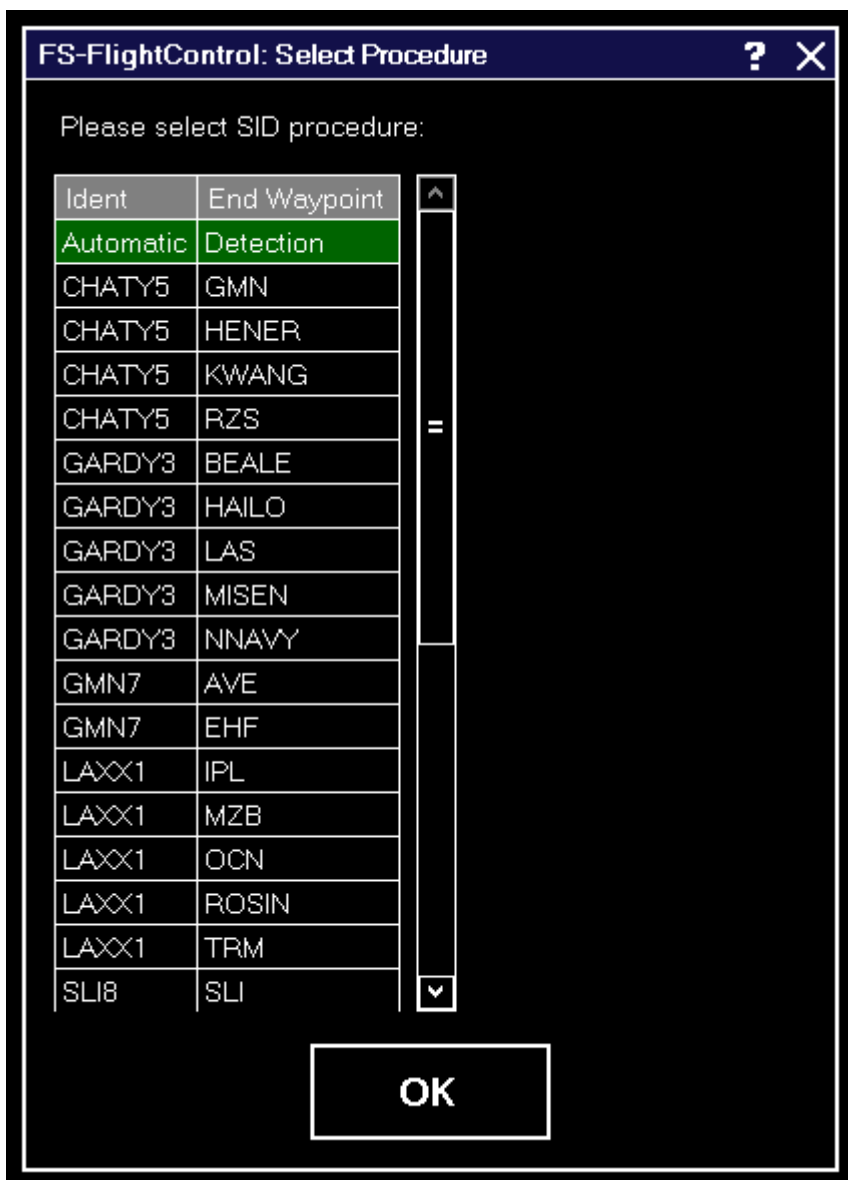 FS-FlightControl: Select Procedure ? X
Please select SID procedure:
Ident End Waypoint
Automatic Detection
CHATY5 GMN
CHATY5 HENER
CHATY5 KWANG
CHATY5 RZS
GARDY3 BEALE
GARDY3 HAILO
GARDY3 LAS
GARDY3 MISEN
GARDY3 NNAVY
GMN7 AVE
GMN7 EHF
LAXX1 IPL
LAXX1 MZB
LAXX1 OCN
LAXX1 ROSIN
LAXX1 TRM
SLI8 SLI
OK